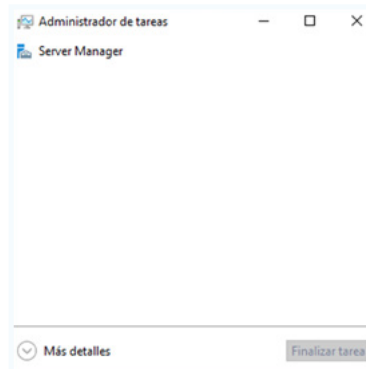 Administrador de tareas
Server Manager
Más detalles
Finalizar tarea